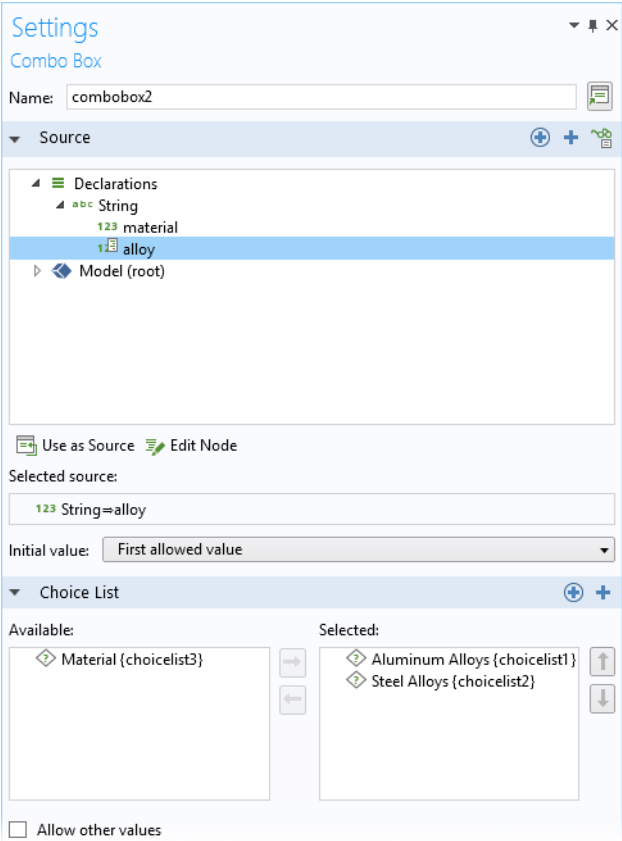 Settings
Combo Box
Name: combobox2
Source
Declarations
abc String
123 material
alloy
Model (root)
Use as Source Edit Node
Selected source:
123 String⇒alloy
Initial value: First allowed value
Choice List
Available: Selected:
Material {choicelist3} Aluminum Alloys {choicelist1}
Steel Alloys {choicelist2}
Allow other values